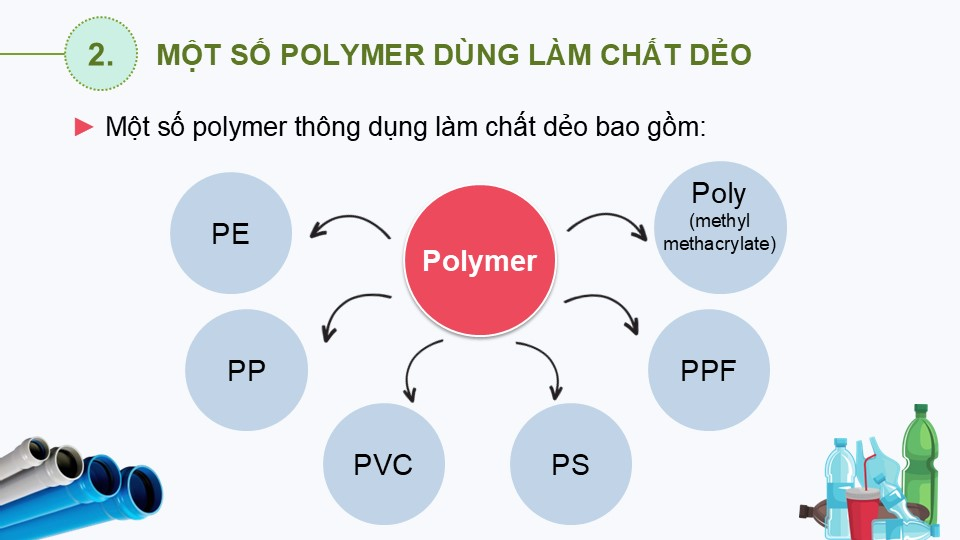 2.
MỘT SỐ POLYMER DÙNG LÀM CHẤT DẺO
► Một số polymer thông dụng làm chất dẻo bao gồm:
PE
Polymer
Poly
(methyl
methacrylate)
PP
PPF
PVC
PS